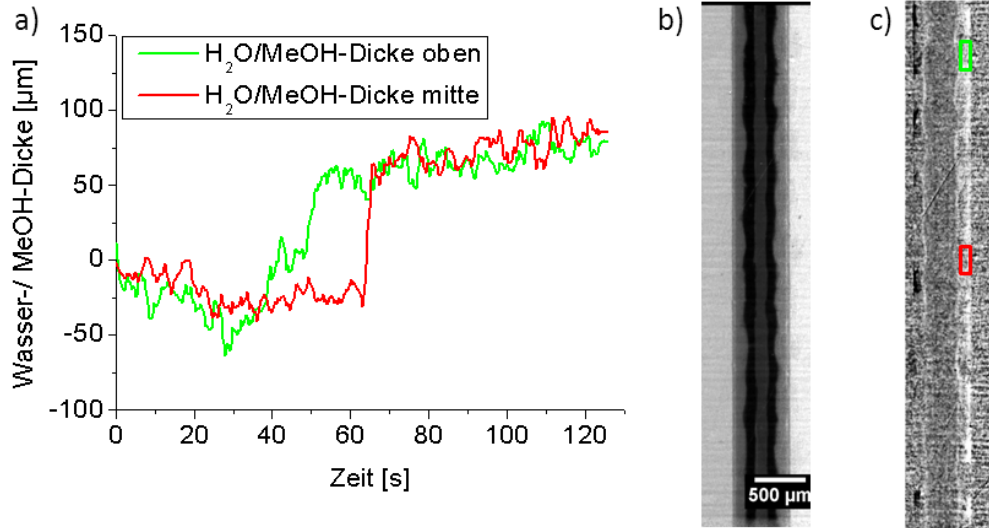 a)
b)
c)
150
100
50
0
-50
-100
Wasser-/ MeOH-Dicke [µm]
H₂O/MeOH-Dicke oben
H₂O/MeOH-Dicke mitte
0
20
40
60
80
100
120
Zeit [s]
500 µm